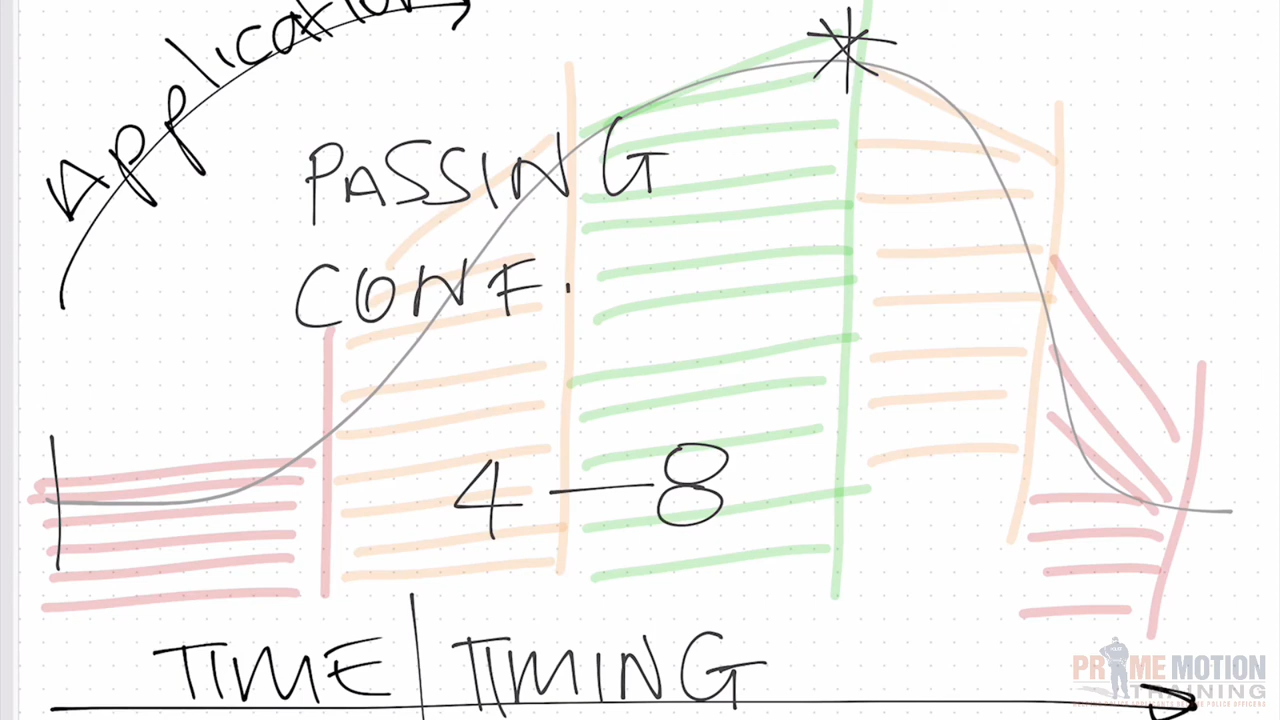 Application
PASSING
CONF.
4 — 8
TIME | TIMING
PRIME MOTION
TRAINING